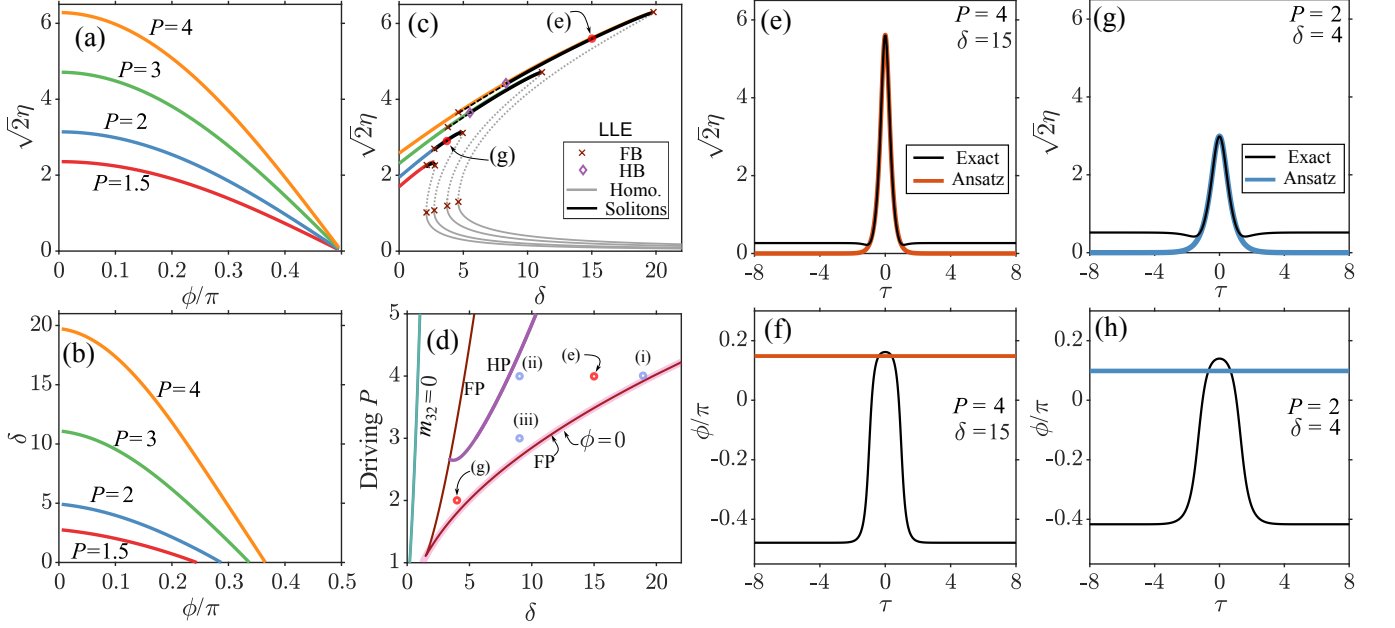 (a)
P=4
P=3
P=2
P=1.5
√2η
6
4
2
0
0 0.1 0.2 0.3 0.4 0.5
ϕ/π
(b)
P=4
P=3
P=2
P=1.5
δ
20
15
10
5
0
0 0.1 0.2 0.3 0.4 0.5
ϕ/π
(c)
(e)
(g)
LLE
FB
HB
Homo.
Solitons
√2η
6
4
2
0
0 5 10 15 20
δ
(d)
m₃₂=0
FP
HP
(ii)
(e)
(i)
(iii)
ϕ=0
FP
(g)
Driving P
5
4
3
2
1
0 5 10 15 20
δ
(e)
P = 4
δ = 15
Exact
Ansatz
√2η
6
4
2
0
-8 -4 0 4 8
τ
(f)
P = 4
δ = 15
ϕ/π
0.2
0
-0.2
-0.4
-8 -4 0 4 8
τ
(g)
P = 2
δ = 4
Exact
Ansatz
√2η
6
4
2
0
-8 -4 0 4 8
τ
(h)
P = 2
δ = 4
ϕ/π
0.2
0
-0.2
-0.4
-8 -4 0 4 8
τ